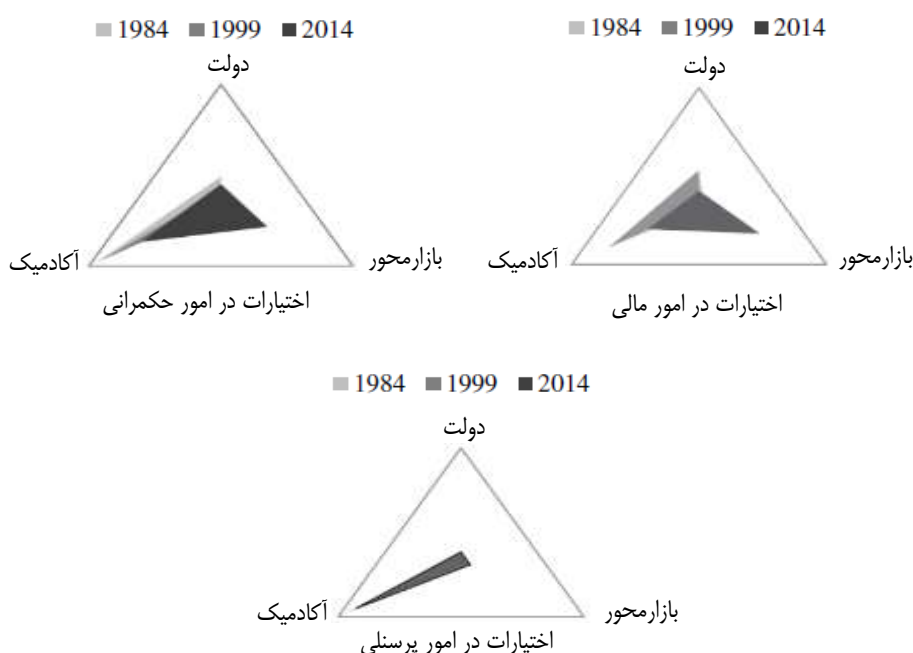 1984 1999 2014
دولت
آکادمیک
بازارمحور
اختیارات در امور حکمرانی
1984 1999 2014
دولت
آکادمیک
بازارمحور
اختیارات در امور مالی
1984 1999 2014
دولت
آکادمیک
بازارمحور
اختیارات در امور پرسنلی